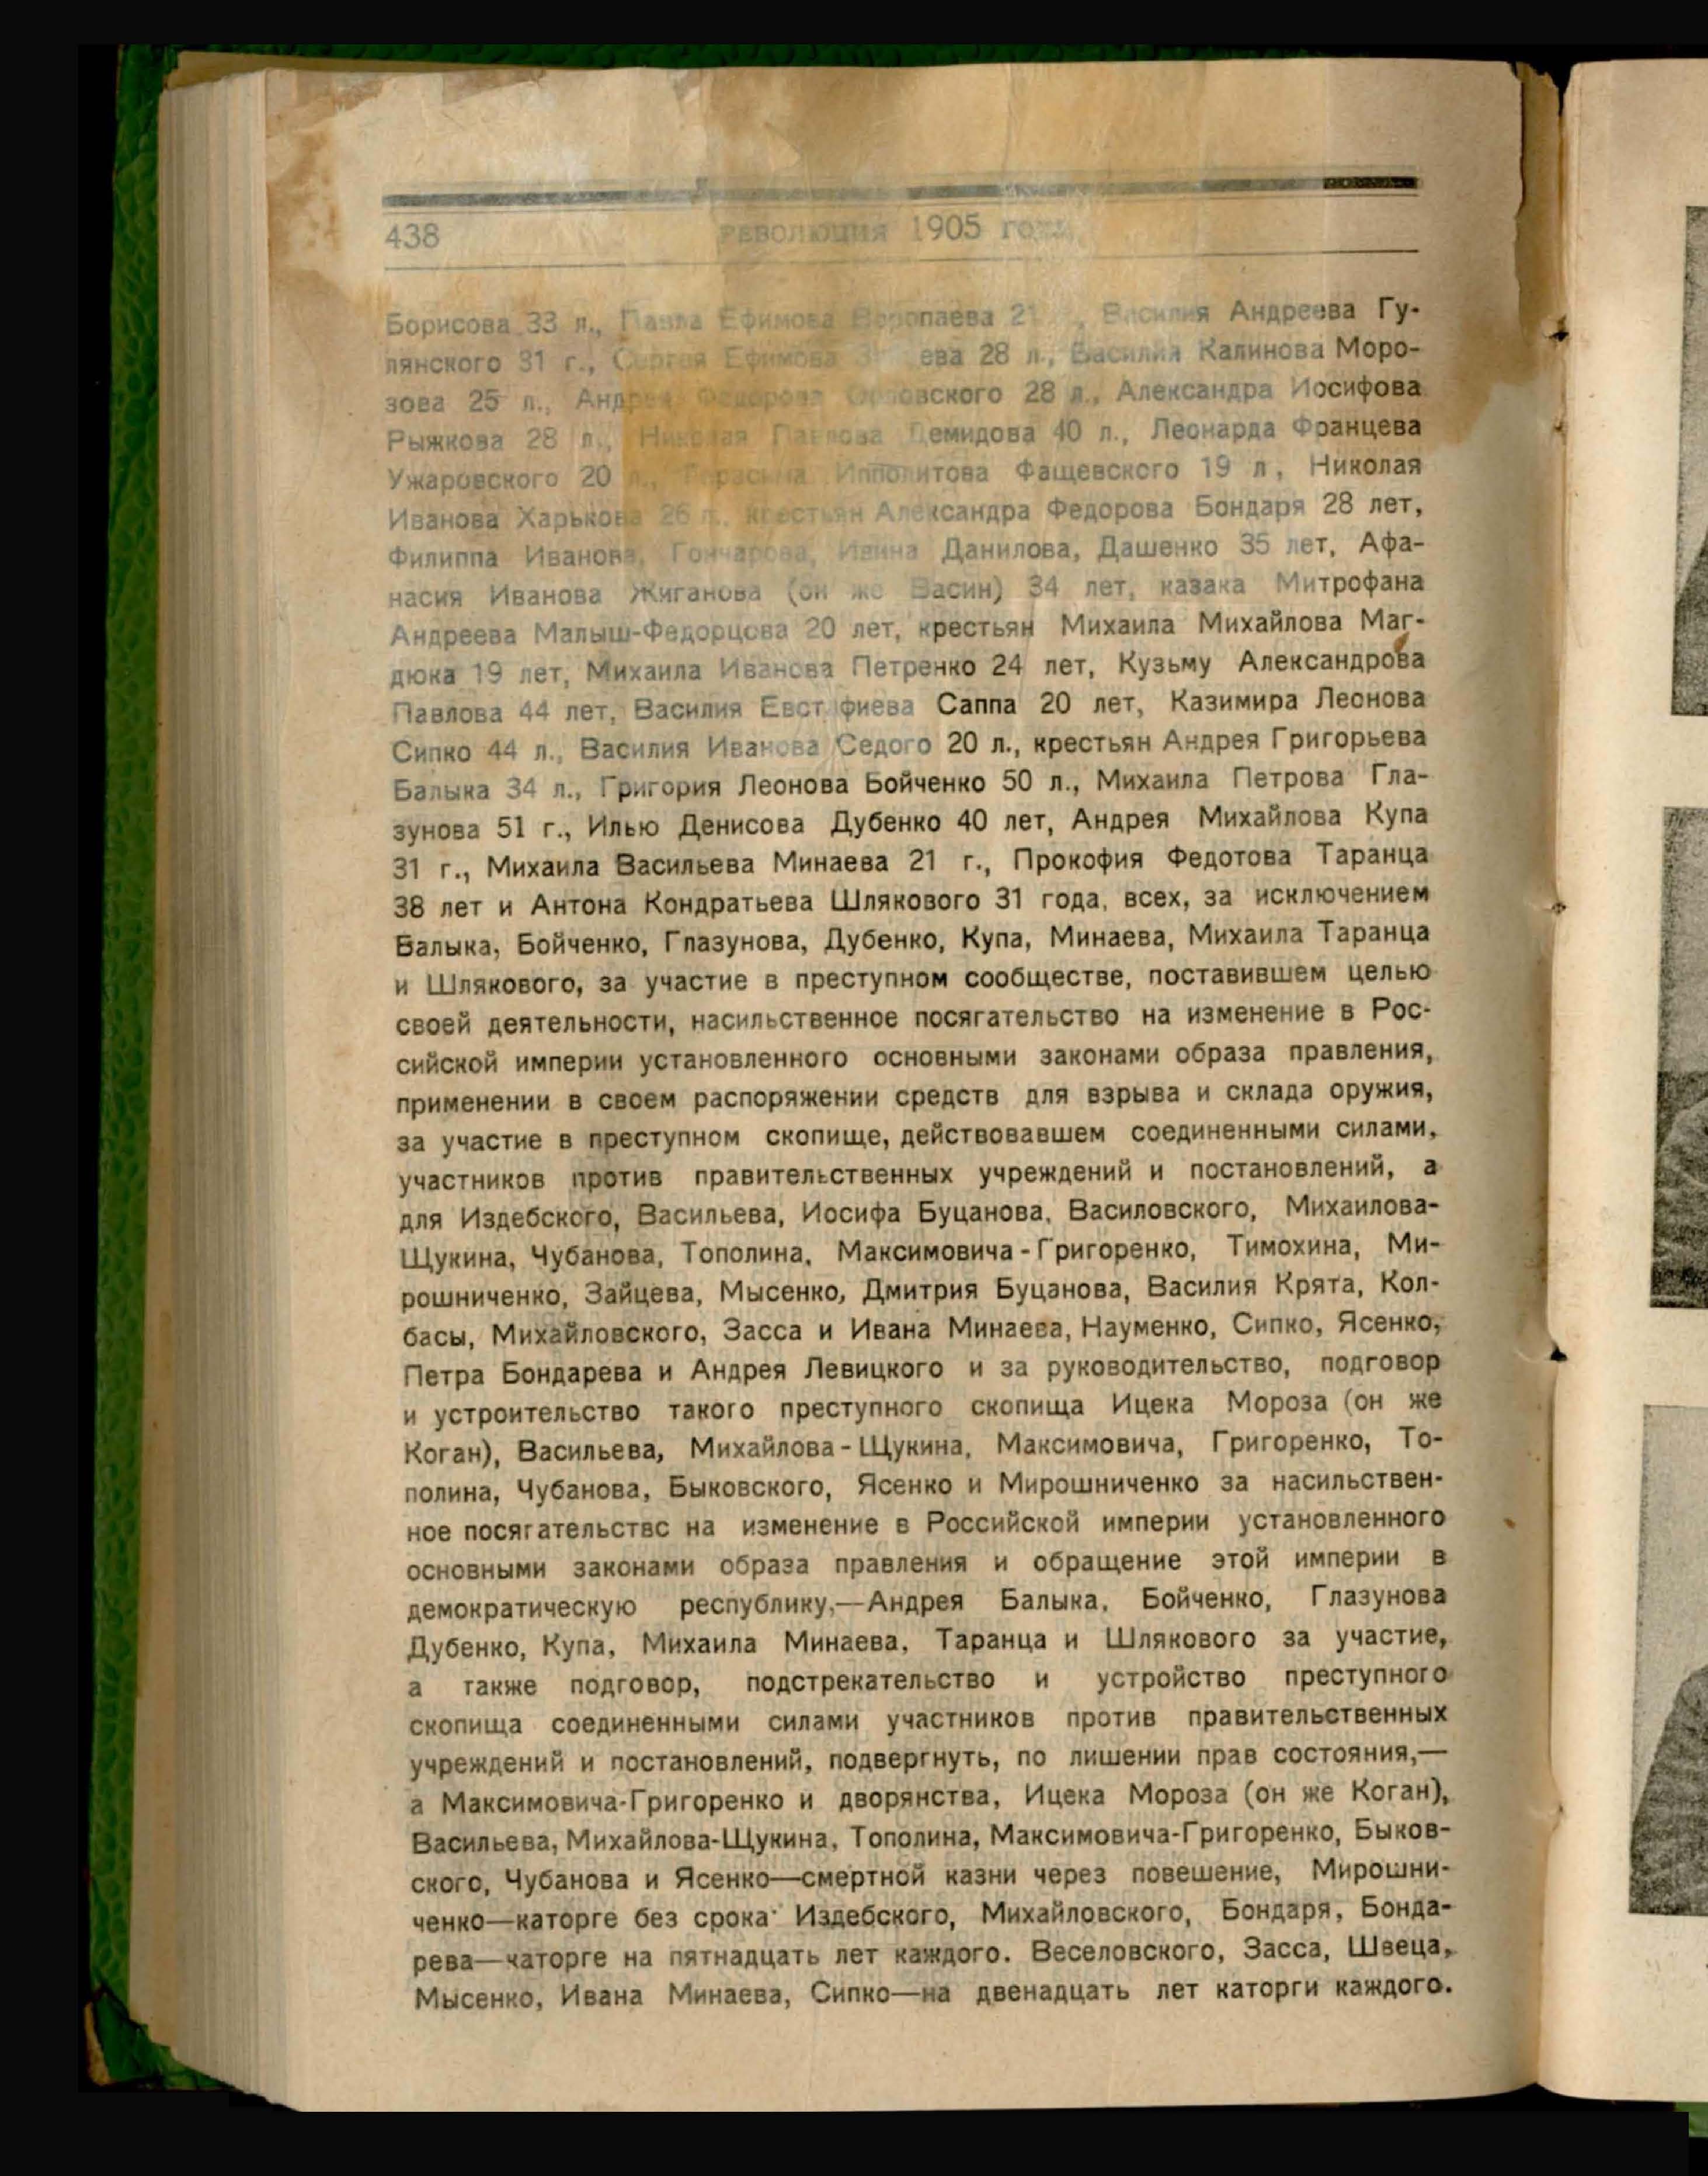 438 РЕВОЛЮЦИЯ 1905 года
Борисова 33 л., Павла Ефимова Воропаева 21 Василия Андреева Гу-
лянского 31 г., Сергея Ефимова 28 л., Василия Калинова Моро-
зова 25 л., Андрея Федорова Орловского 28 л., Александра Иосифова
Рыжкова 28 л., Николая Павлова Демидова 40 л., Леонарда Францева
Ужаровского 20 л., Герасима Ипполитова Фащевского 19 л, Николая
Иванова Харькова 26 л. крестьян Александра Федорова Бондаря 28 лет,
Филиппа Иванова, Гончарова, Ивина Данилова, Дашенко 35 лет, Афа-
насия Иванова Жиганова (он же Васин) 34 лет, казака Митрофана
Андреева Малыш-Федорцова 20 лет, крестьян Михаила Михайлова Маг-
дюка 19 лет, Михаила Иванова Петренко 24 лет, Кузьму Александрова
Павлова 44 лет, Василия Саппа 20 лет, Казимира Леонова
Сипко 44 л., Василия Иванова Седого 20 л., крестьян Андрея Григорьева
Балыка 34 л., Григория Леонова Бойченко 50 л., Михаила Петрова Гла-
зунова 51 г., Илью Денисова Дубенко 40 лет, Андрея Михайлова Купа
31 г., Михаила Васильева Минаева 21 г., Прокофия Федотова Таранца
38 лет и Антона Кондратьева Шлякового 31 года, всех, за исключением
Балыка, Бойченко, Глазунова, Дубенко, Купа, Минаева, Михаила Таранца
и Шлякового, за участие в преступном сообществе, поставившем целью
своей деятельности, насильственное посягательство на изменение в Рос-
сийской империи установленного основными законами образа правления,
применении в своем распоряжении средств для взрыва и склада оружия,
за участие в преступном скопище, действовавшем соединенными силами,
участников против правительственных учреждений и постановлений, а
для Издебского, Васильева, Иосифа Буцанова, Василовского, Михаилова-
Щукина, Чубанова, Тополина, Максимовича-Григоренко, Тимохина, Ми-
рошниченко, Зайцева, Мысенко, Дмитрия Буцанова, Василия Крята, Кол-
басы, Михайловского, Засса и Ивана Минаева, Науменко, Сипко, Ясенко,
Петра Бондарева и Андрея Левицкого и за руководительство, подговор
и устроительство такого преступного скопища Ицека Мороза (он же
Коган), Васильева, Михайлова-Щукина, Максимовича, Григоренко, То-
полина, Чубанова, Быковского, Ясенко и Мирошниченко за насильствен-
ное посягательствс на изменение в Российской империи установленного
основными законами образа правления и обращение этой империи в
демократическую республику,—Андрея Балыка, Бойченко, Глазунова
Дубенко, Купа, Михаила Минаева, Таранца и Шлякового за участие,
а также подговор, подстрекательство и устройство преступного
скопища соединенными силами участников против правительственных
учреждений и постановлений, подвергнуть, по лишении прав состояния,—
а Максимовича-Григоренко и дворянства, Ицека Мороза (он же Коган),
Васильева, Михайлова-Щукина, Тополина, Максимовича-Григоренко, Быков-
ского, Чубанова и Ясенко—смертной казни через повешение, Мирошни-
ченко—каторге без срока· Издебского, Михайловского, Бондаря, Бонда-
рева—каторге на пятнадцать лет каждого. Веселовского, Засса, Швеца,
Мысенко, Ивана Минаева, Сипко—на двенадцать лет каторги каждого.